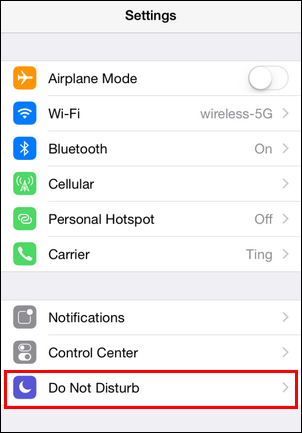 Settings
Airplane Mode
Wi-Fi wireless-5G
Bluetooth On
Cellular
Personal Hotspot Off
Carrier Ting
Notifications
Control Center
Do Not Disturb